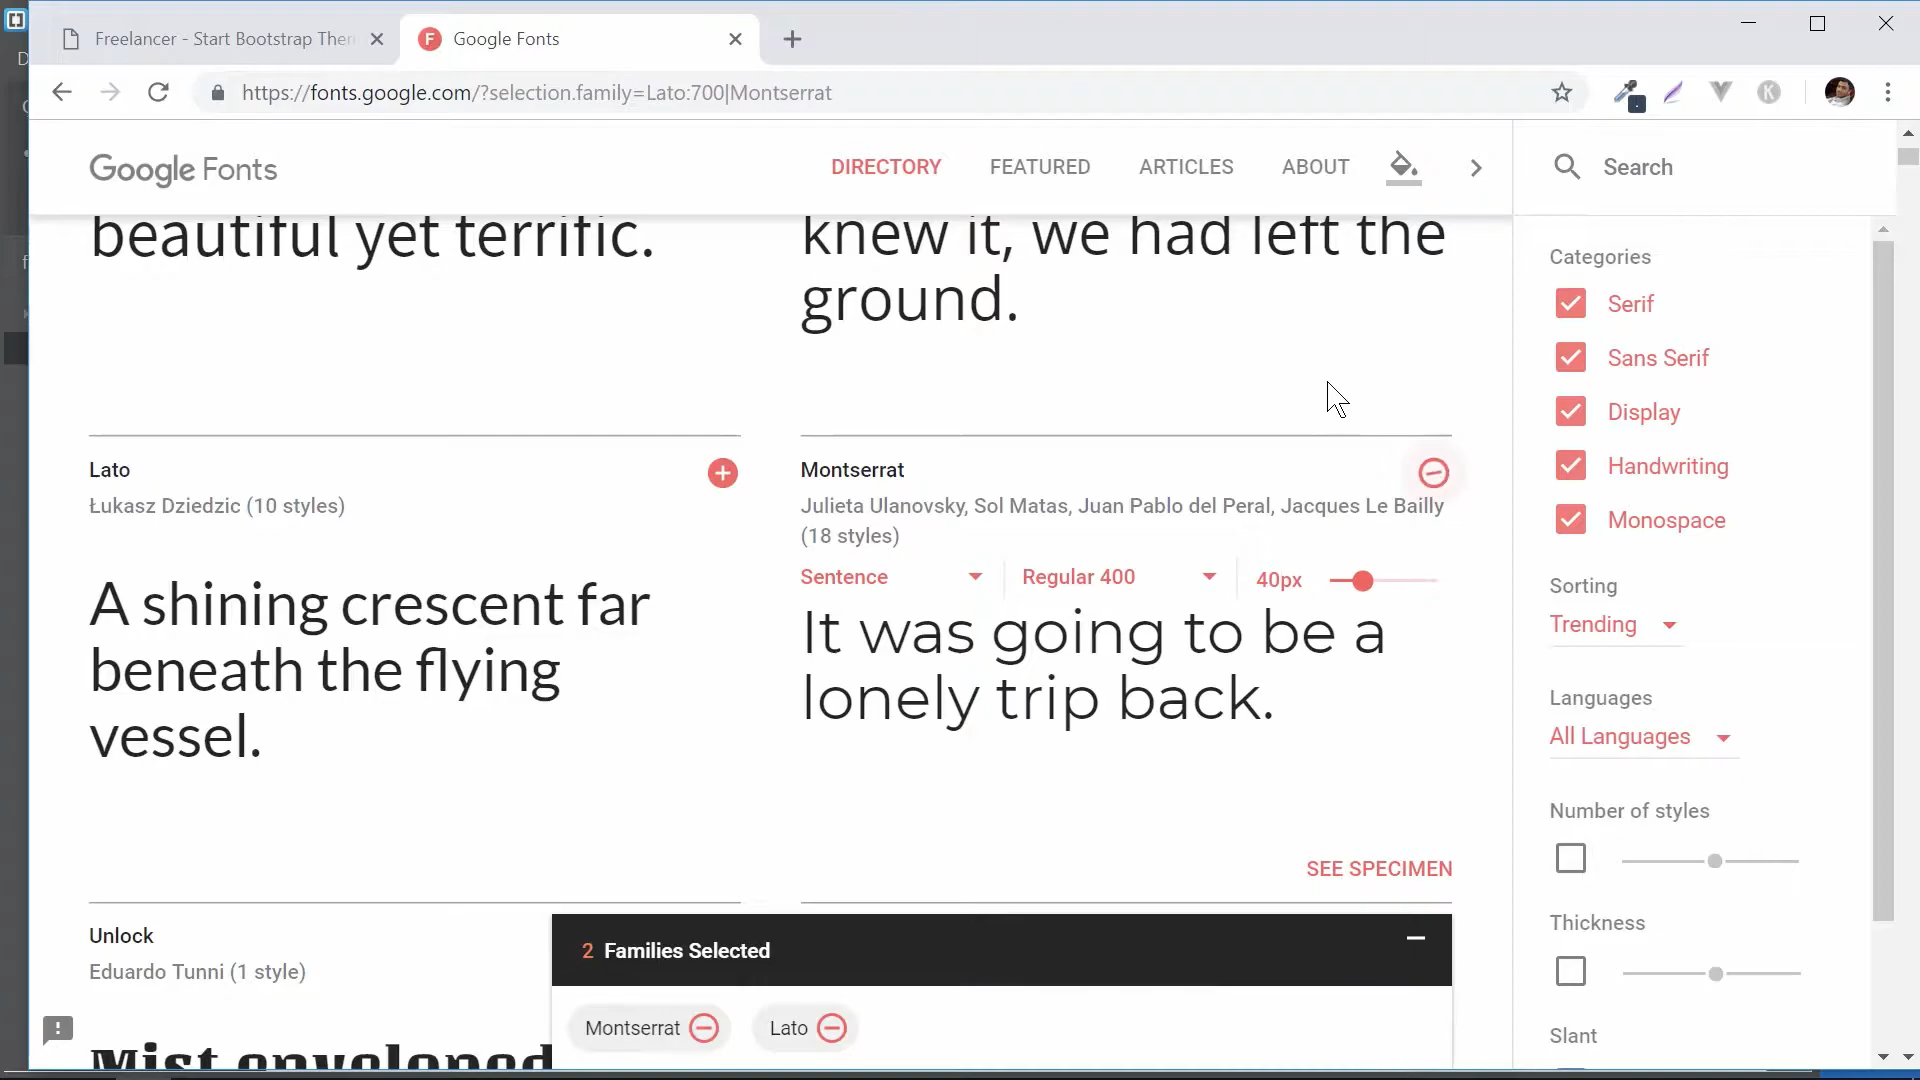 Freelancer - Start Bootstrap Ther
Google Fonts
https://fonts.google.com/?selection.family=Lato:700|Montserrat
Google Fonts
DIRECTORY
FEATURED
ARTICLES
ABOUT
Search
beautiful yet terrific.
knew it, we had left the
ground.
Lato
Łukasz Dziedzic (10 styles)
A shining crescent far
beneath the flying
vessel.
Montserrat
Julieta Ulanovsky, Sol Matas, Juan Pablo del Peral, Jacques Le Bailly
(18 styles)
Sentence
Regular 400
40px
It was going to be a
lonely trip back.
SEE SPECIMEN
Unlock
Eduardo Tunni (1 style)
Mist enveloped
2 Families Selected
Montserrat
Lato
Categories
Serif
Sans Serif
Display
Handwriting
Monospace
Sorting
Trending
Languages
All Languages
Number of styles
Thickness
Slant